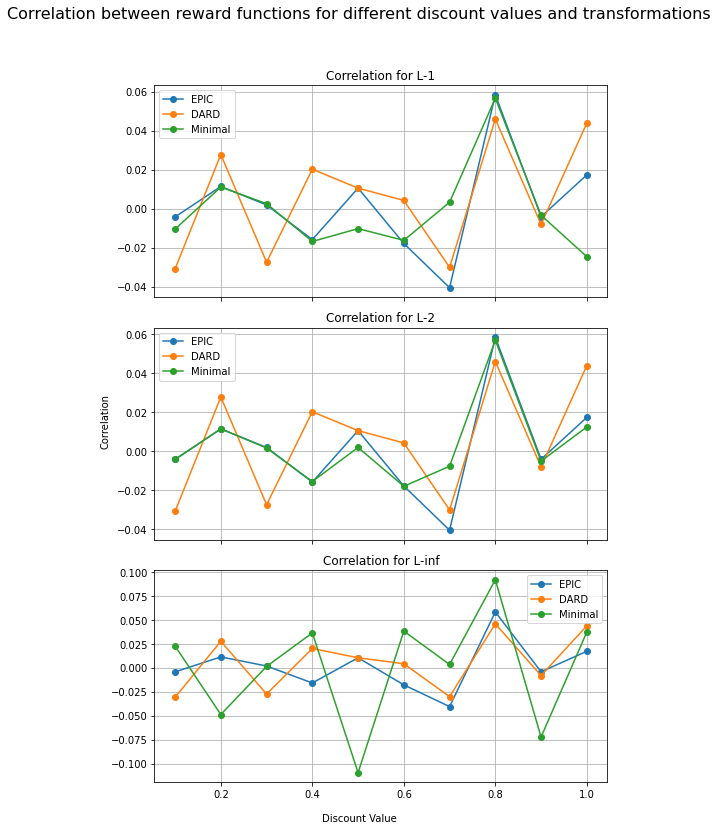 Correlation between reward functions for different discount values and transformations
Correlation for L-1
0.06
0.04
0.02
0.00
−0.02
−0.04
EPIC
DARD
Minimal
Correlation for L-2
0.06
0.04
0.02
0.00
−0.02
−0.04
EPIC
DARD
Minimal
Correlation
Correlation for L-inf
0.100
0.075
0.050
0.025
0.000
−0.025
−0.050
−0.075
−0.100
EPIC
DARD
Minimal
0.2 0.4 0.6 0.8 1.0
Discount Value